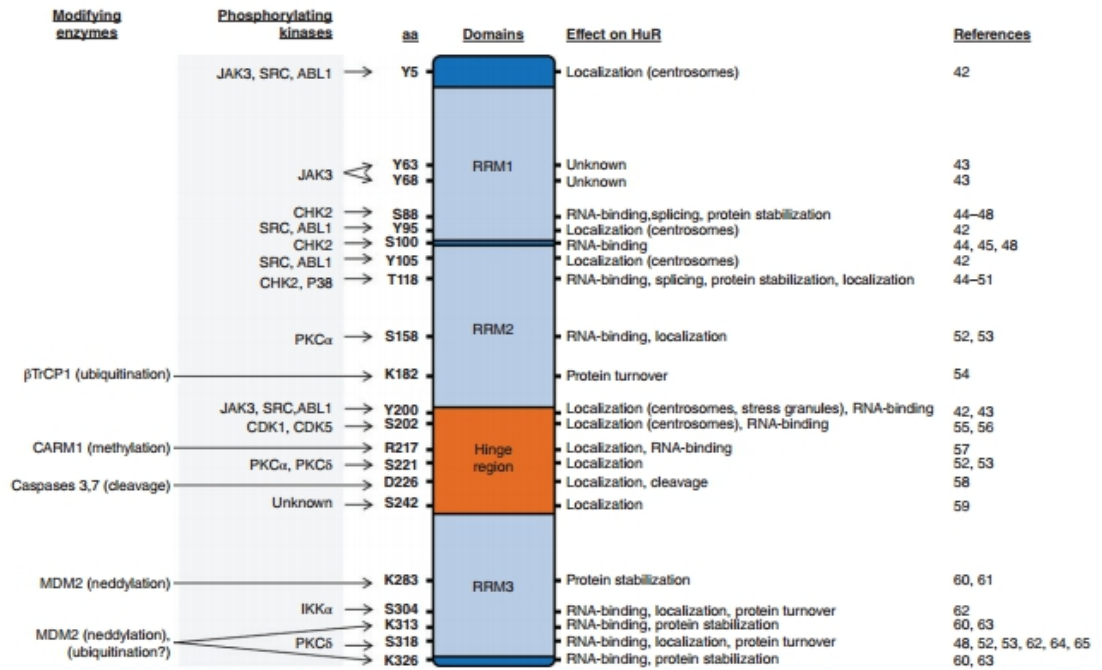 Modifying enzymes Phosphorylating kinases aa Domains Effect on HuR References
JAK3, SRC, ABL1 Y5 Localization (centrosomes) 42
RRM1
JAK3 Y63 Unknown 43
Y68 Unknown 43
CHK2 S88 RNA-binding,splicing, protein stabilization 44–48
SRC, ABL1 Y95 Localization (centrosomes) 42
CHK2 S100 RNA-binding 44, 45, 48
SRC, ABL1 Y105 Localization (centrosomes) 42
CHK2, P38 T118 RNA-binding, splicing, protein stabilization, localization 44–51
RRM2
PKCα S158 RNA-binding, localization 52, 53
βTrCP1 (ubiquitination) K182 Protein turnover 54
JAK3, SRC,ABL1 Y200 Localization (centrosomes, stress granules), RNA-binding 42, 43
CDK1, CDK5 S202 Localization (centrosomes), RNA-binding 55, 56
CARM1 (methylation) R217 Hinge Localization, RNA-binding 57
PKCα, PKCδ S221 region Localization 52, 53
Caspases 3,7 (cleavage) D226 Localization, cleavage 58
Unknown S242 Localization 59
MDM2 (neddylation) K283 RRM3 Protein stabilization 60, 61
IKKα S304 RNA-binding, localization, protein turnover 62
K313 RNA-binding, protein stabilization 60, 63
MDM2 (neddylation), (ubiquitination?) PKCδ S318 RNA-binding, localization, protein turnover 48, 52, 53, 62, 64, 65
K326 RNA-binding, protein stabilization 60, 63